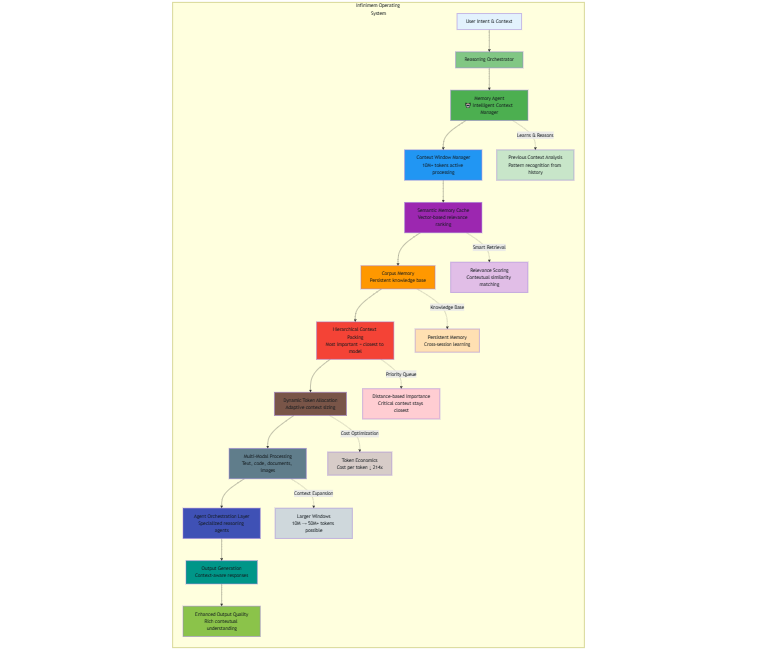 Infinimem Operating
System
User Intent & Context
Reasoning Orchestrator
Memory Agent
Intelligent Context
Manager
Learns & Reasons
Context Window Manager
10M+ tokens active
processing
Previous Context Analysis
Pattern recognition from
history
Semantic Memory Cache
Vector-based relevance
ranking
Smart Retrieval
Corpus Memory
Persistent knowledge base
Relevance Scoring
Contextual similarity
matching
Knowledge Base
Hierarchical Context
Packing
Most important - closest to
model
Persistent Memory
Cross-session learning
Priority Queue
Dynamic Token Allocation
Adaptive context sizing
Distance-based Importance
Critical context stays
closest
Cost Optimization
Multi-Modal Processing
Text, code, documents,
images
Token Economics
Cost per token ↓ 214x
Context Expansion
Agent Orchestration Layer
Specialized reasoning
agents
Larger Windows
10M → 50M+ tokens
possible
Output Generation
Context-aware responses
Enhanced Output Quality
Rich contextual
understanding